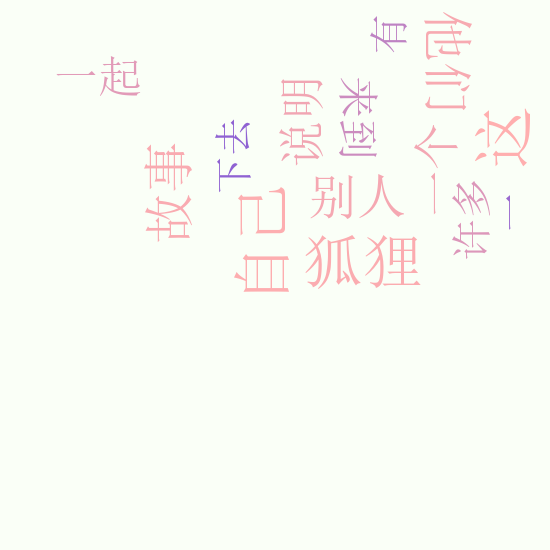 一起
有
他们
说明
来到
一个
这
下去
故事
别人
许多
一
自己
狐狸